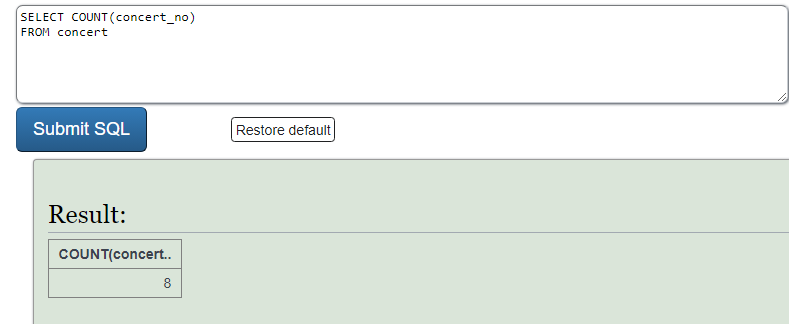 SELECT COUNT(concert_no)
FROM concert
Submit SQL
Restore default
Result:
COUNT(concert..
8